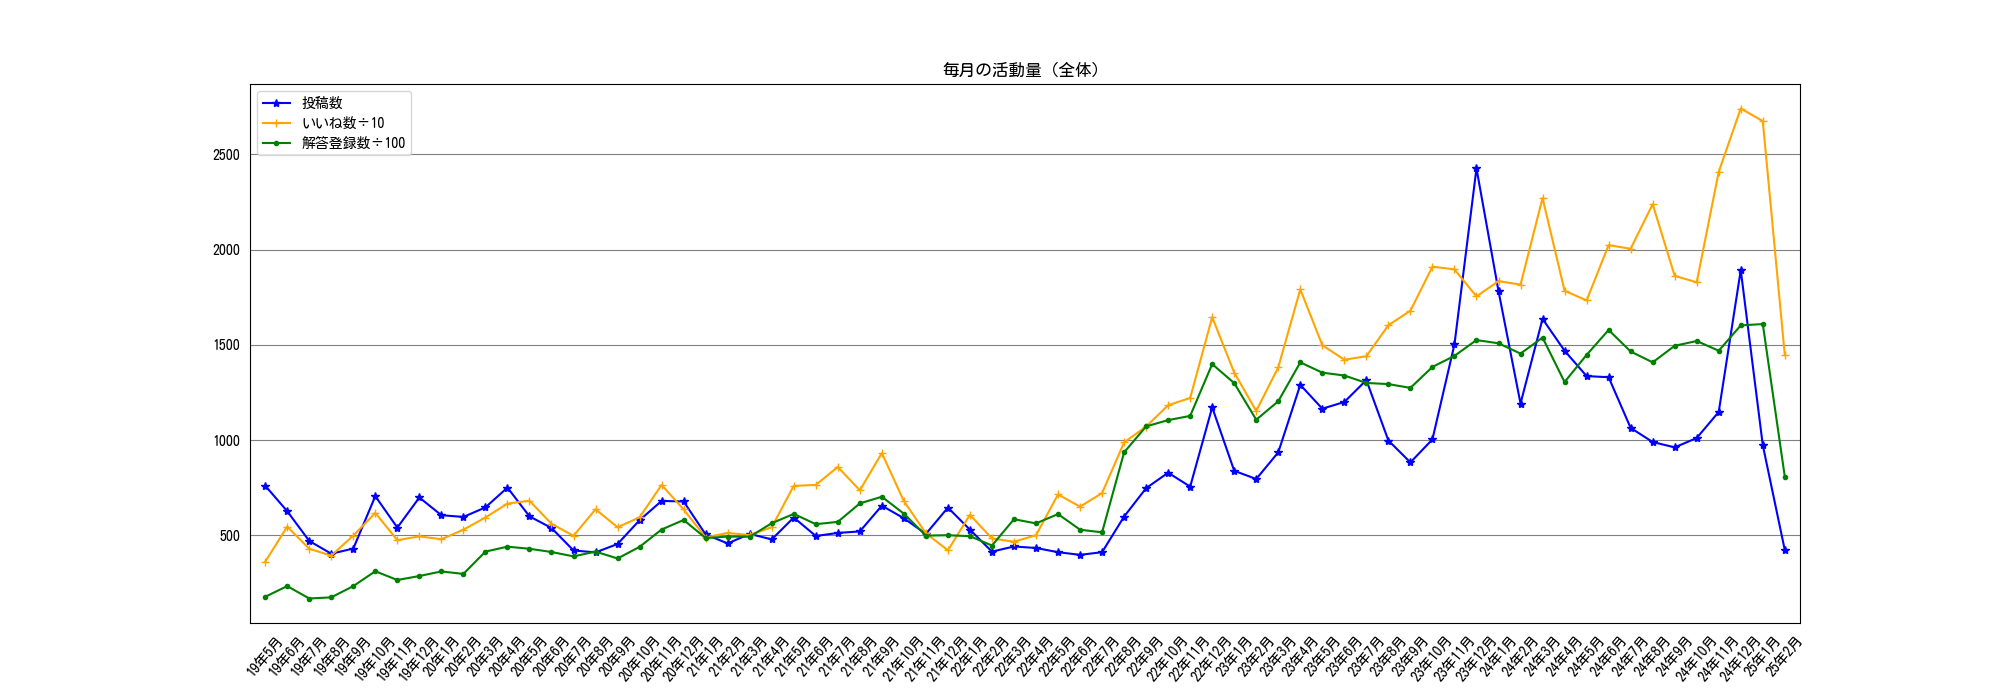 毎月の活動量（全体）
投稿数
いいね数÷10
解答登録数÷100
2500
2000
1500
1000
500
19年5月
19年6月
19年7月
19年8月
19年9月
19年10月
19年11月
19年12月
20年1月
20年2月
20年3月
20年4月
20年5月
20年6月
20年7月
20年8月
20年9月
20年10月
20年11月
20年12月
21年1月
21年2月
21年3月
21年4月
21年5月
21年6月
21年7月
21年8月
21年9月
21年10月
21年11月
21年12月
22年1月
22年2月
22年3月
22年4月
22年5月
22年6月
22年7月
22年8月
22年9月
22年10月
22年11月
22年12月
23年1月
23年2月
23年3月
23年4月
23年5月
23年6月
23年7月
23年8月
23年9月
23年10月
23年11月
23年12月
24年1月
24年2月
24年3月
24年4月
24年5月
24年6月
24年7月
24年8月
24年9月
24年10月
24年11月
24年12月
25年1月
25年2月